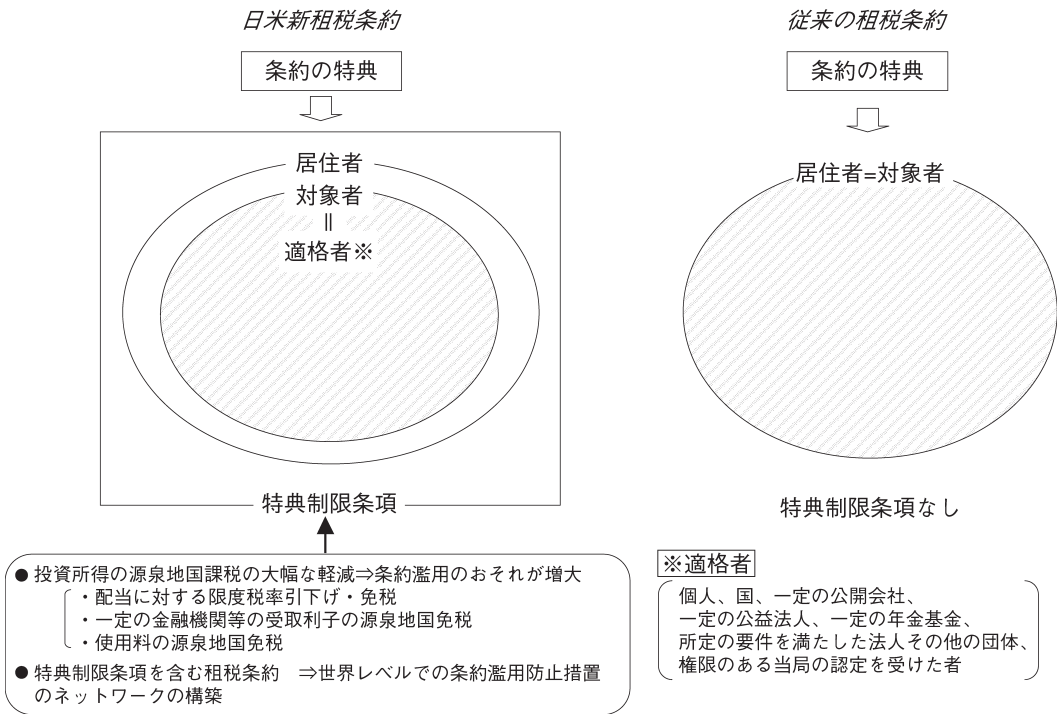 日米新租税条約
条約の特典
居住者
対象者
||
適格者※
特典制限条項
● 投資所得の源泉地国課税の大幅な軽減⇒条約濫用のおそれが増大
・配当に対する限度税率引下げ・免税
・一定の金融機関等の受取利子の源泉地国免税
・使用料の源泉地国免税
● 特典制限条項を含む租税条約 ⇒世界レベルでの条約濫用防止措置
のネットワークの構築
従来の租税条約
条約の特典
居住者=対象者
特典制限条項なし
※適格者
個人、国、一定の公開会社、
一定の公益法人、一定の年金基金、
所定の要件を満たした法人その他の団体、
権限のある当局の認定を受けた者